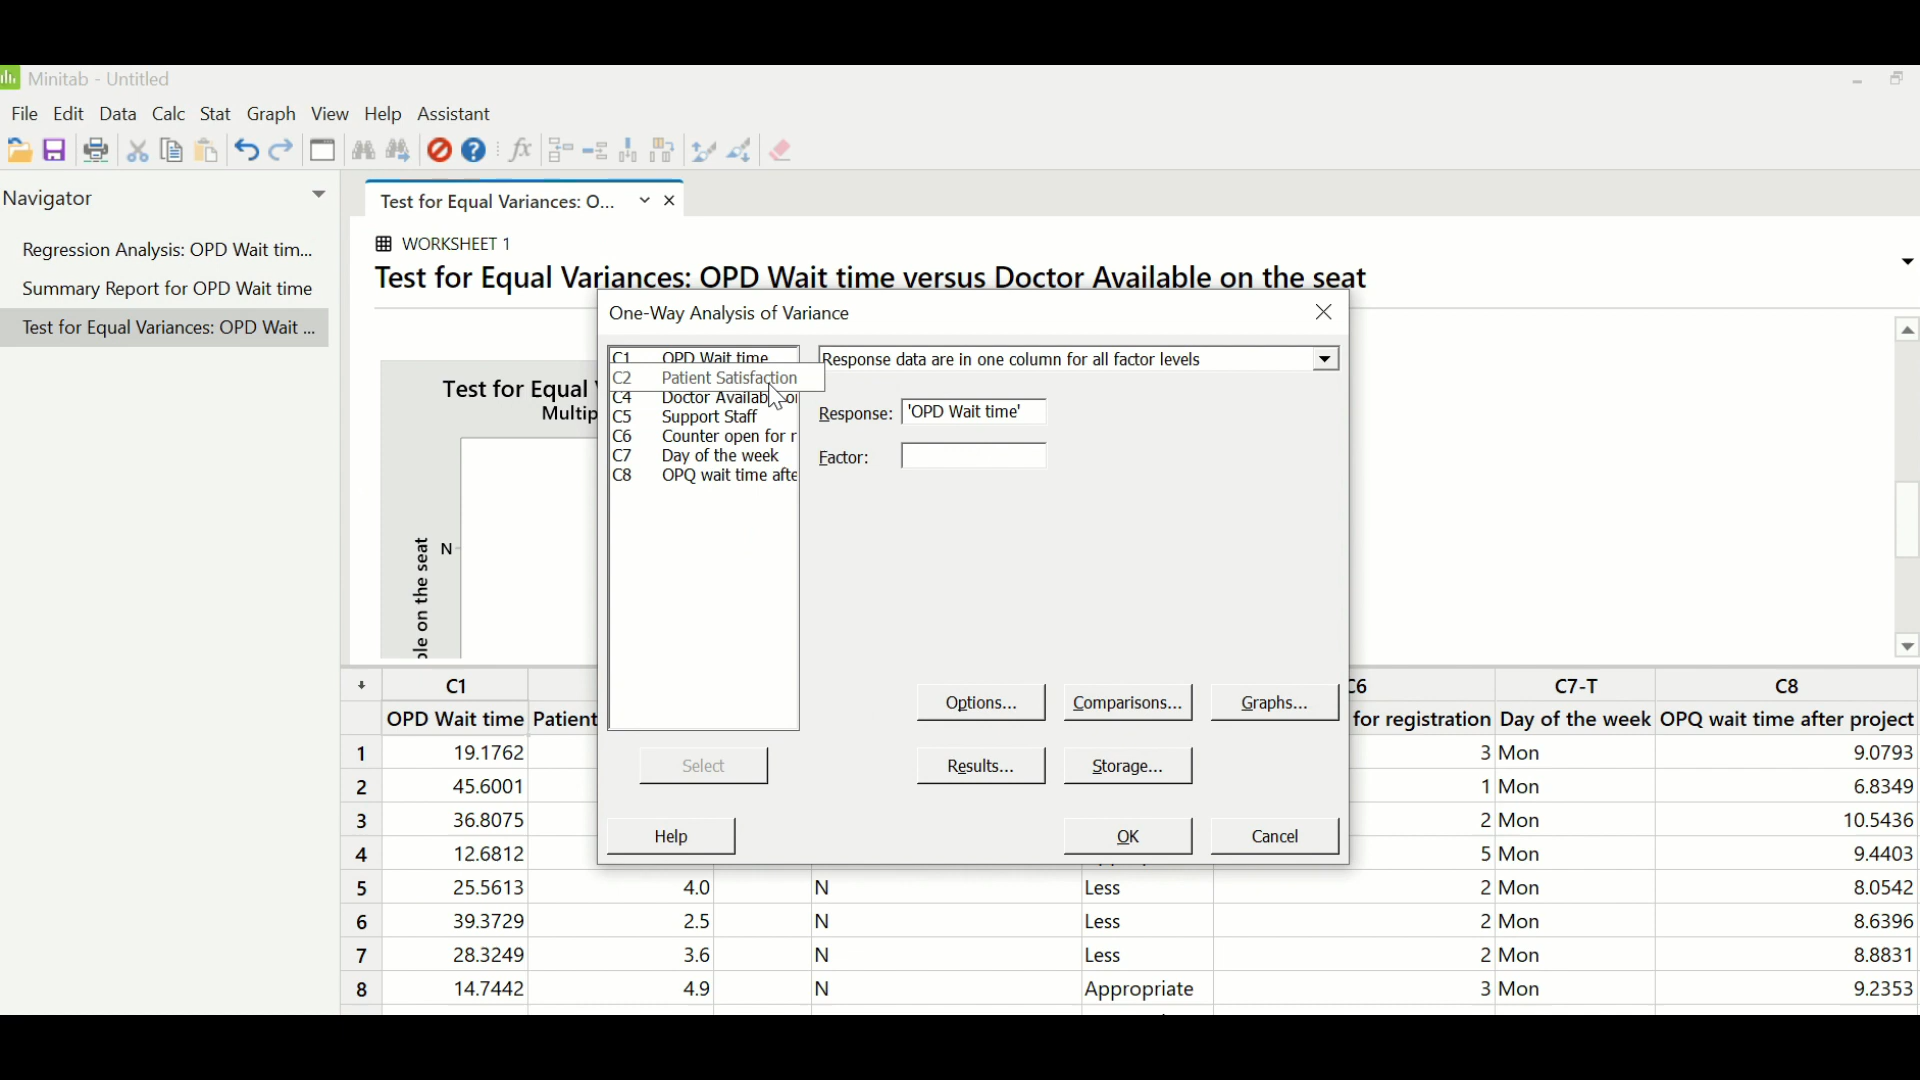 Minitab - Untitled
File Edit Data Calc Stat Graph View Help Assistant
Navigator
Regression Analysis: OPD Wait tim...
Summary Report for OPD Wait time
Test for Equal Variances: OPD Wait ...
Test for Equal Variances: O...
WORKSHEET 1
Test for Equal Variances: OPD Wait time versus Doctor Available on the seat
Test for Equal
Multip
ble on the seat
N
One-Way Analysis of Variance
C1 OPD Wait time
C2 Patient Satisfaction
C4 Doctor Availab
C5 Support Staff
C6 Counter open for r
C7 Day of the week
C8 OPQ wait time afte
Response data are in one column for all factor levels
Response: 'OPD Wait time'
Factor:
Options... Comparisons... Graphs...
Select Results... Storage...
Help OK Cancel
C1 C6 C7-T C8
OPD Wait time Patient for registration Day of the week OPQ wait time after project
1 19.1762 3 Mon 9.0793
2 45.6001 1 Mon 6.8349
3 36.8075 2 Mon 10.5436
4 12.6812 5 Mon 9.4403
5 25.5613 4.0 N Less 2 Mon 8.0542
6 39.3729 2.5 N Less 2 Mon 8.6396
7 28.3249 3.6 N Less 2 Mon 8.8831
8 14.7442 4.9 N Appropriate 3 Mon 9.2353